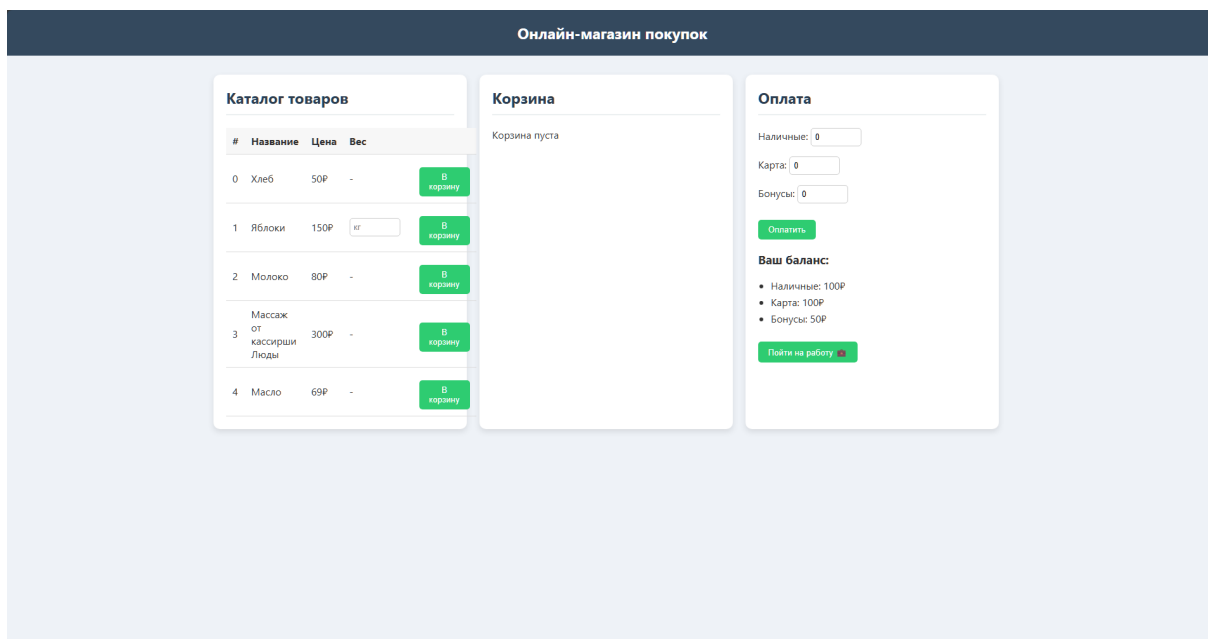 Онлайн-магазин покупок
Каталог товаров
# Название Цена Вес
0 Хлеб 50₽ - В
корзину
1 Яблоки 150₽ кг В
корзину
2 Молоко 80₽ - В
корзину
Массаж
от
3 кассирши 300₽ - В
корзину
Люды
4 Масло 69₽ - В
корзину
Корзина
Корзина пуста
Оплата
Наличные: 0
Карта: 0
Бонусы: 0
Оплатить
Ваш баланс:
• Наличные: 100₽
• Карта: 100₽
• Бонусы: 50₽
Пойти на работу 💼